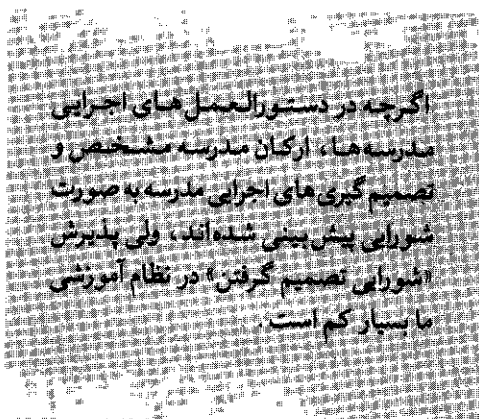 اگرچه در دستورالعمل‌های اجرایی
مدرسه‌ها، ارکان مدرسه مشخص و
تصمیم‌گیری‌های اجرایی مدرسه به صورت
شورایی پیش‌بینی شده‌اند، ولی پذیرش
«شورایی تصمیم گرفتن» در نظام آموزشی
ما بسیار کم است.